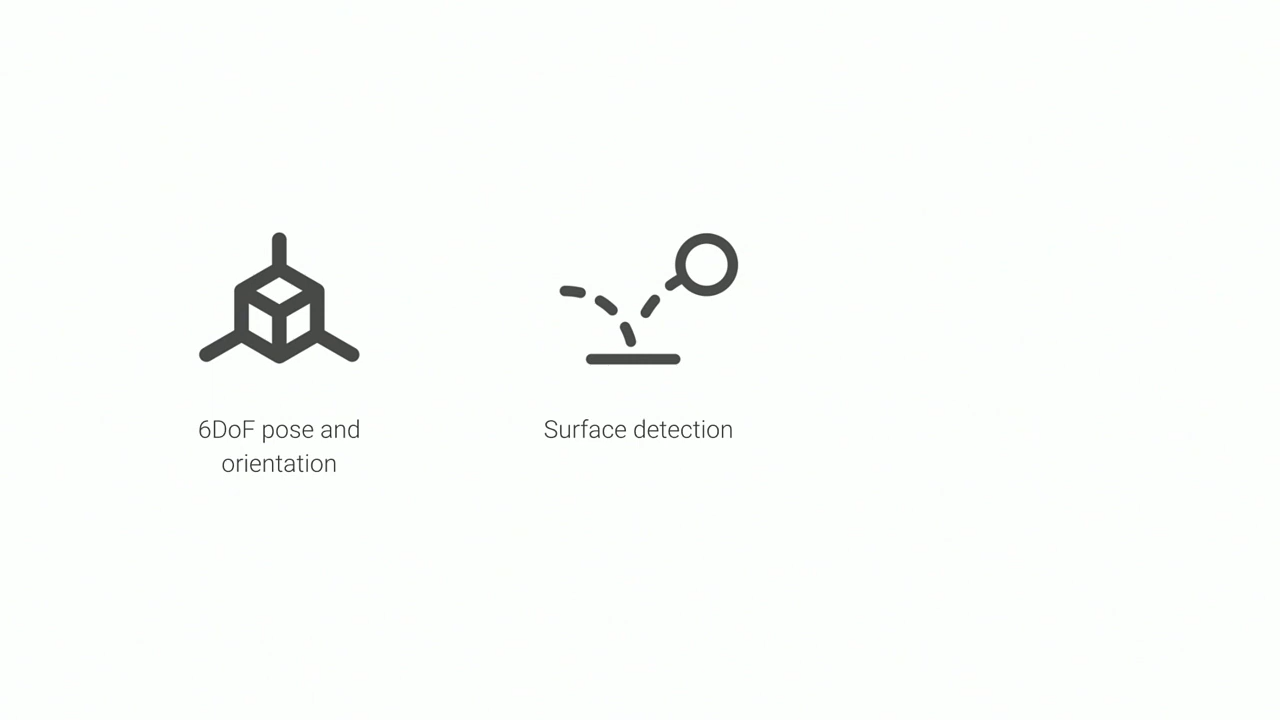 6DoF pose and
orientation
Surface detection